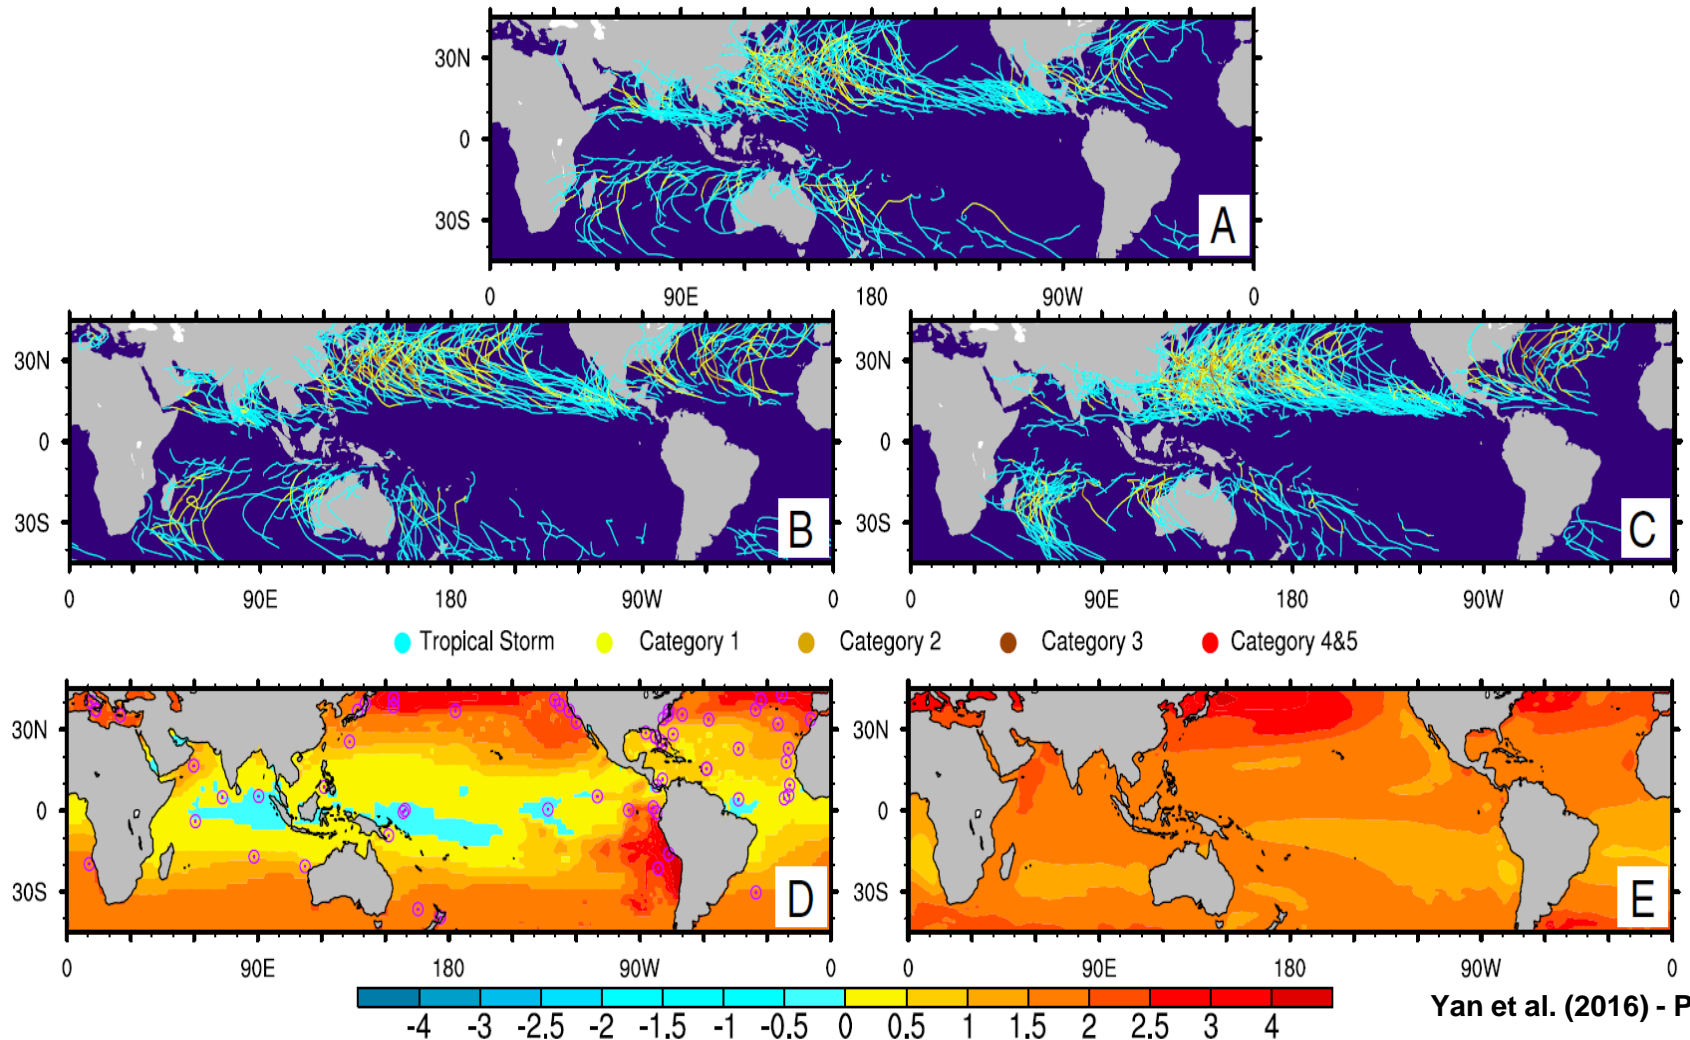 30N
0
30S
A
0 90E 180 90W 0
30N
0
30S
B
0 90E 180 90W 0
30N
0
30S
C
0 90E 180 90W 0
Tropical Storm Category 1 Category 2 Category 3 Category 4&5
30N
0
30S
D
0 90E 180 90W 0
30N
0
30S
E
0 90E 180 90W 0
-4 -3 -2.5 -2 -1.5 -1 -0.5 0 0.5 1 1.5 2 2.5 3 4
Yan et al. (2016) - P